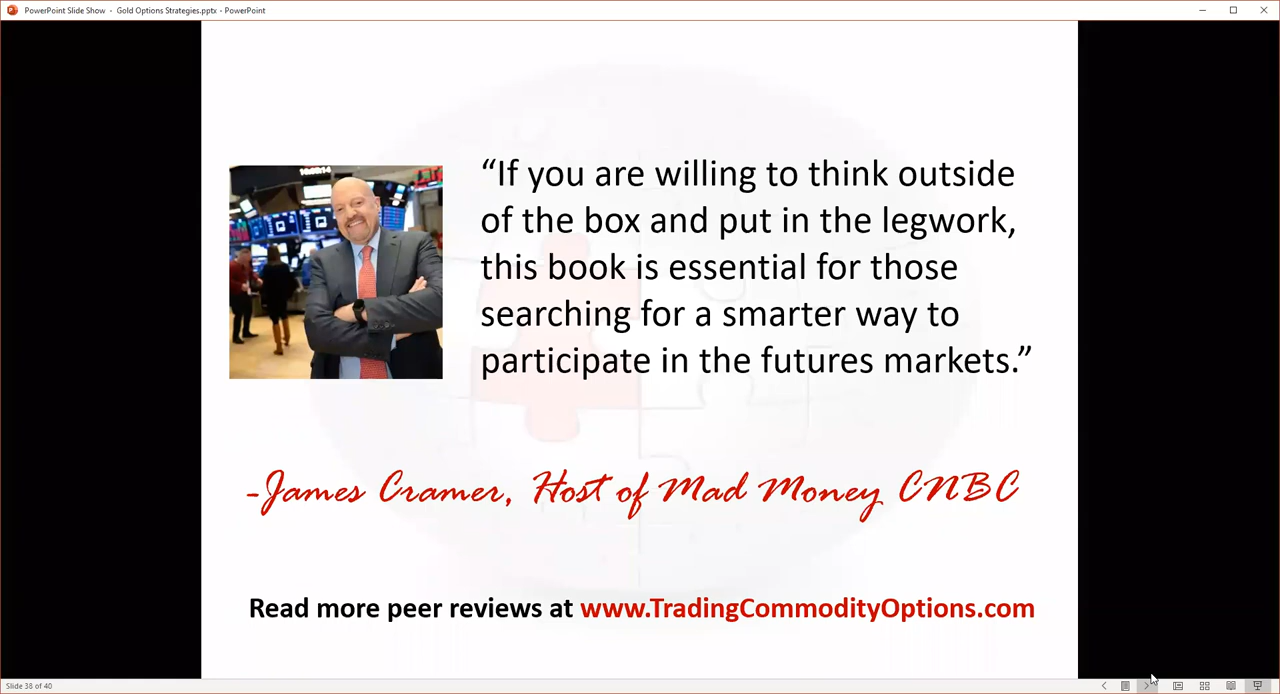 PowerPoint Slide Show - Gold Options Strategies.pptx - PowerPoint
“If you are willing to think outside
of the box and put in the legwork,
this book is essential for those
searching for a smarter way to
participate in the futures markets.”
-James Cramer, Host of Mad Money CNBC
Read more peer reviews at www.TradingCommodityOptions.com
Slide 38 of 40